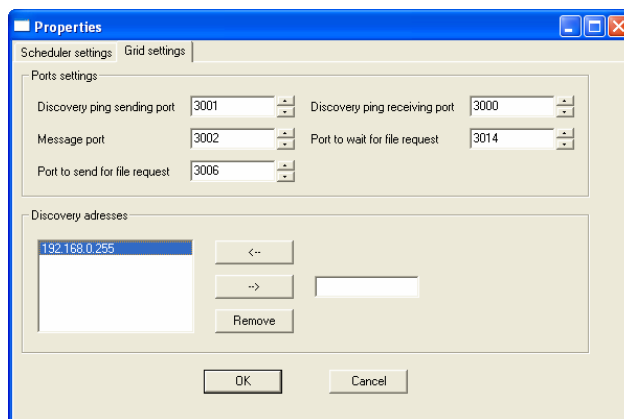 Properties
Scheduler settings Grid settings
Ports settings
Discovery ping sending port 3001 Discovery ping receiving port 3000
Message port 3002 Port to wait for file request 3014
Port to send for file request 3006
Discovery adresses
192.168.0.255
<--
-->
Remove
OK Cancel